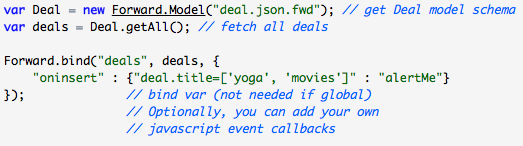 var Deal = new Forward.Model("deal.json.fwd"); // get Deal model schema
var deals = Deal.getAll(); // fetch all deals

Forward.bind("deals", deals, {
    "oninsert" : {"deal.title=['yoga', 'movies']" : "alertMe"}
});              // bind var (not needed if global)
                 // Optionally, you can add your own
                 // javascript event callbacks